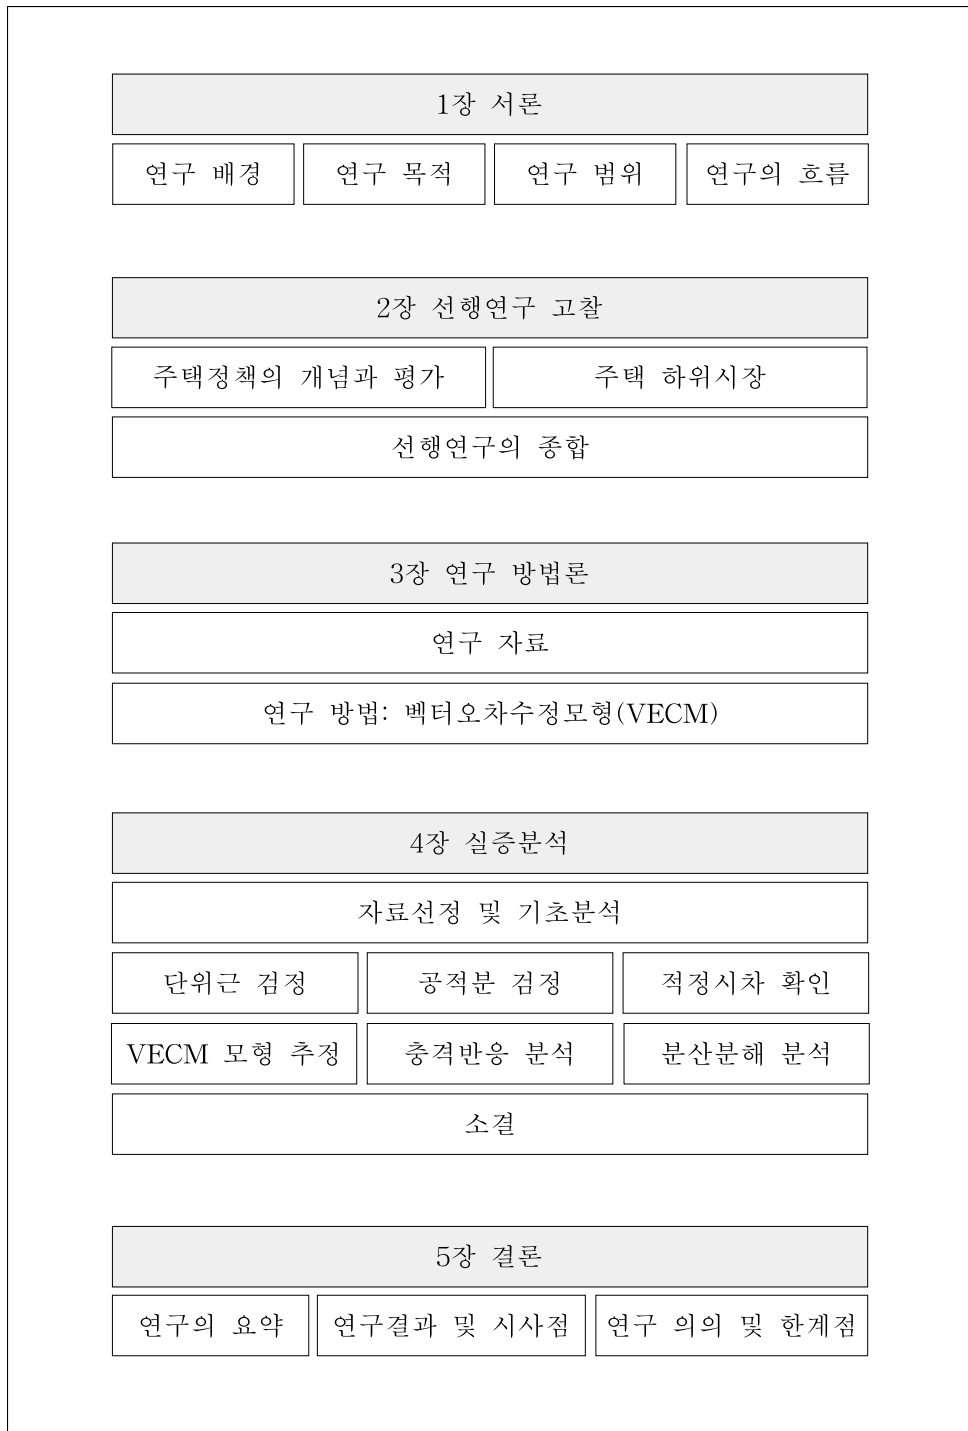 1장 서론
연구 배경 연구 목적 연구 범위 연구의 흐름
2장 선행연구 고찰
주택정책의 개념과 평가 주택 하위시장
선행연구의 종합
3장 연구 방법론
연구 자료
연구 방법: 벡터오차수정모형(VECM)
4장 실증분석
자료선정 및 기초분석
단위근 검정 공적분 검정 적정시차 확인
VECM 모형 추정 충격반응 분석 분산분해 분석
소결
5장 결론
연구의 요약 연구결과 및 시사점 연구 의의 및 한계점